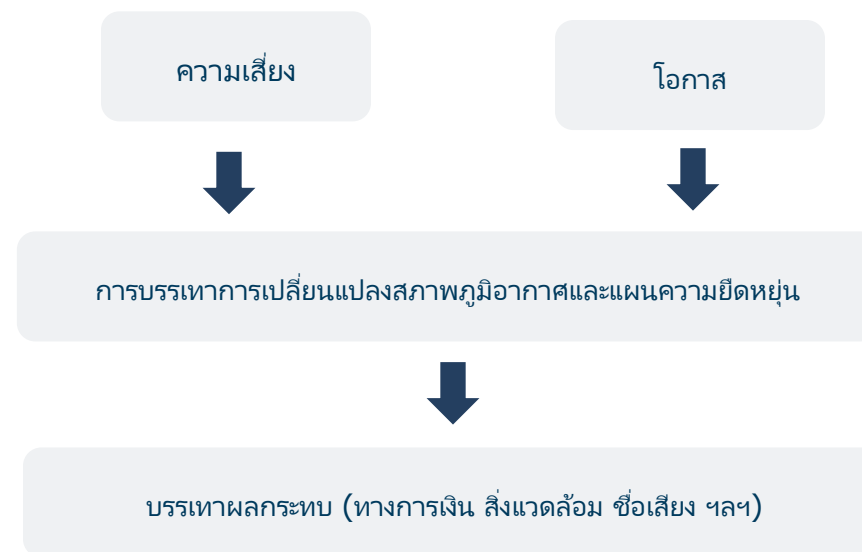 ความเสี่ยง
โอกาส
การบรรเทาการเปลี่ยนแปลงสภาพภูมิอากาศและแผนความยืดหยุ่น
บรรเทาผลกระทบ (ทางการเงิน สิ่งแวดล้อม ชื่อเสียง ฯลฯ)